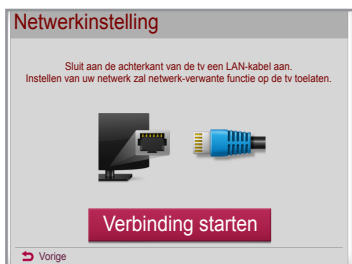 Netwerkinstelling
Sluit aan de achterkant van de tv een LAN-kabel aan.
Instellen van uw netwerk zal netwerk-verwante functie op de tv toelaten.
Verbinding starten
Vorige